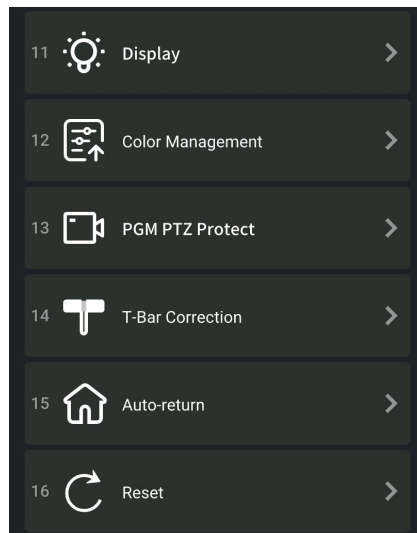 11 Display
12 Color Management
13 PGM PTZ Protect
14 T-Bar Correction
15 Auto-return
16 Reset